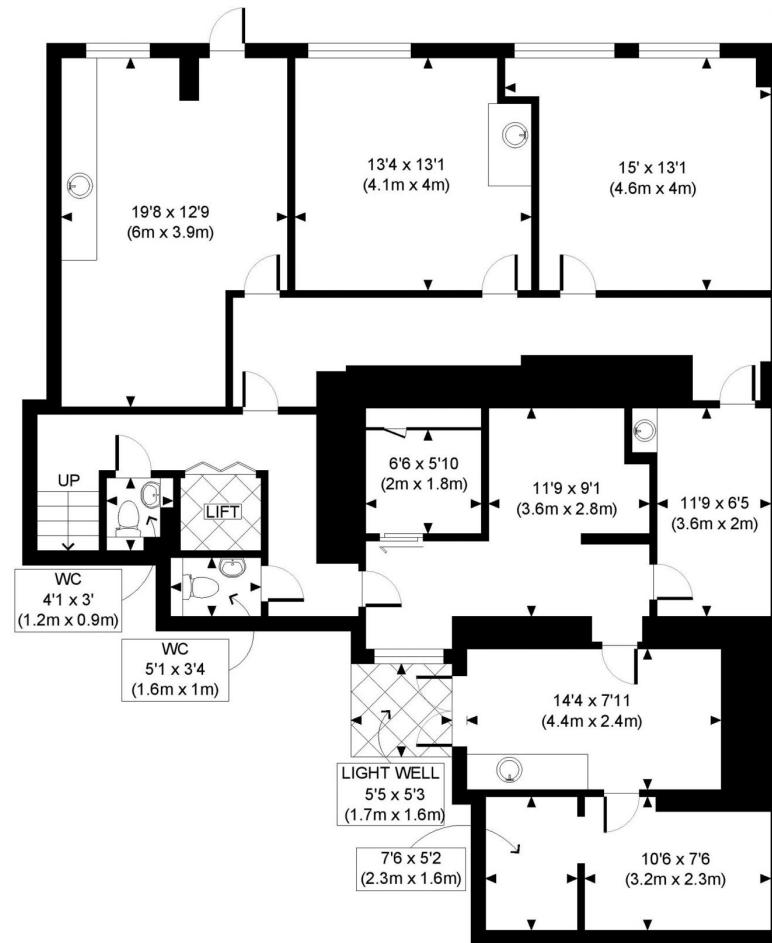 13'4 x 13'1
(4.1m x 4m)
15' x 13'1
(4.6m x 4m)
19'8 x 12'9
(6m x 3.9m)
6'6 x 5'10
(2m x 1.8m)
11'9 x 9'1
(3.6m x 2.8m)
11'9 x 6'5
(3.6m x 2m)
UP
LIFT
WC
4'1 x 3'
(1.2m x 0.9m)
WC
5'1 x 3'4
(1.6m x 1m)
14'4 x 7'11
(4.4m x 2.4m)
LIGHT WELL
5'5 x 5'3
(1.7m x 1.6m)
7'6 x 5'2
(2.3m x 1.6m)
10'6 x 7'6
(3.2m x 2.3m)